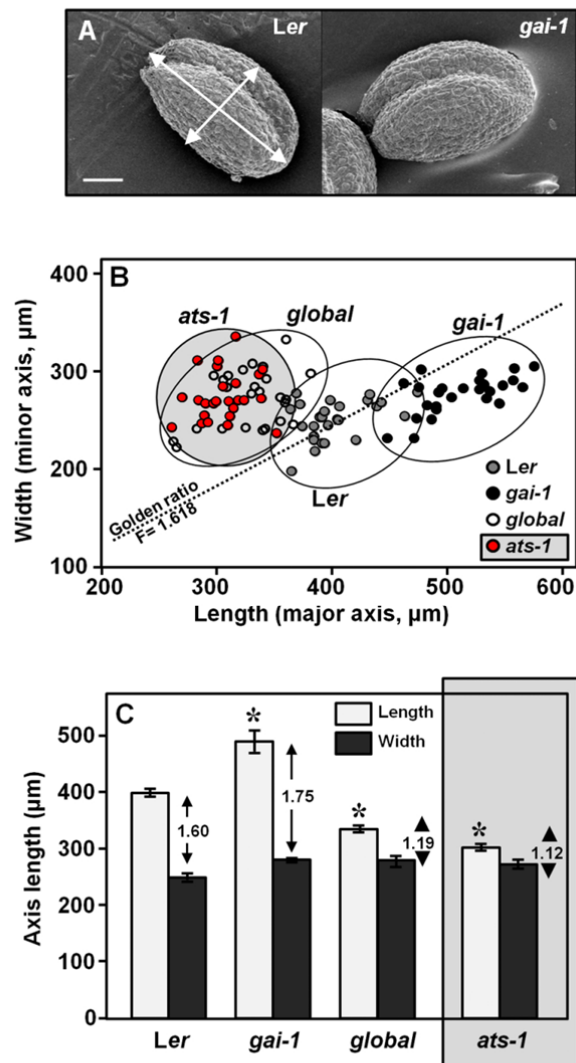 A
Ler
gai-1
B
400
300
200
100
Width (minor axis, µm)
ats-1
global
gai-1
Ler
Golden ratio
F= 1.618
Ler
gai-1
global
ats-1
200
300
400
500
600
Length (major axis, µm)
C
Length
Width
500
400
300
200
100
0
Axis length (µm)
*
*
*
1.60
1.75
1.19
1.12
Ler
gai-1
global
ats-1